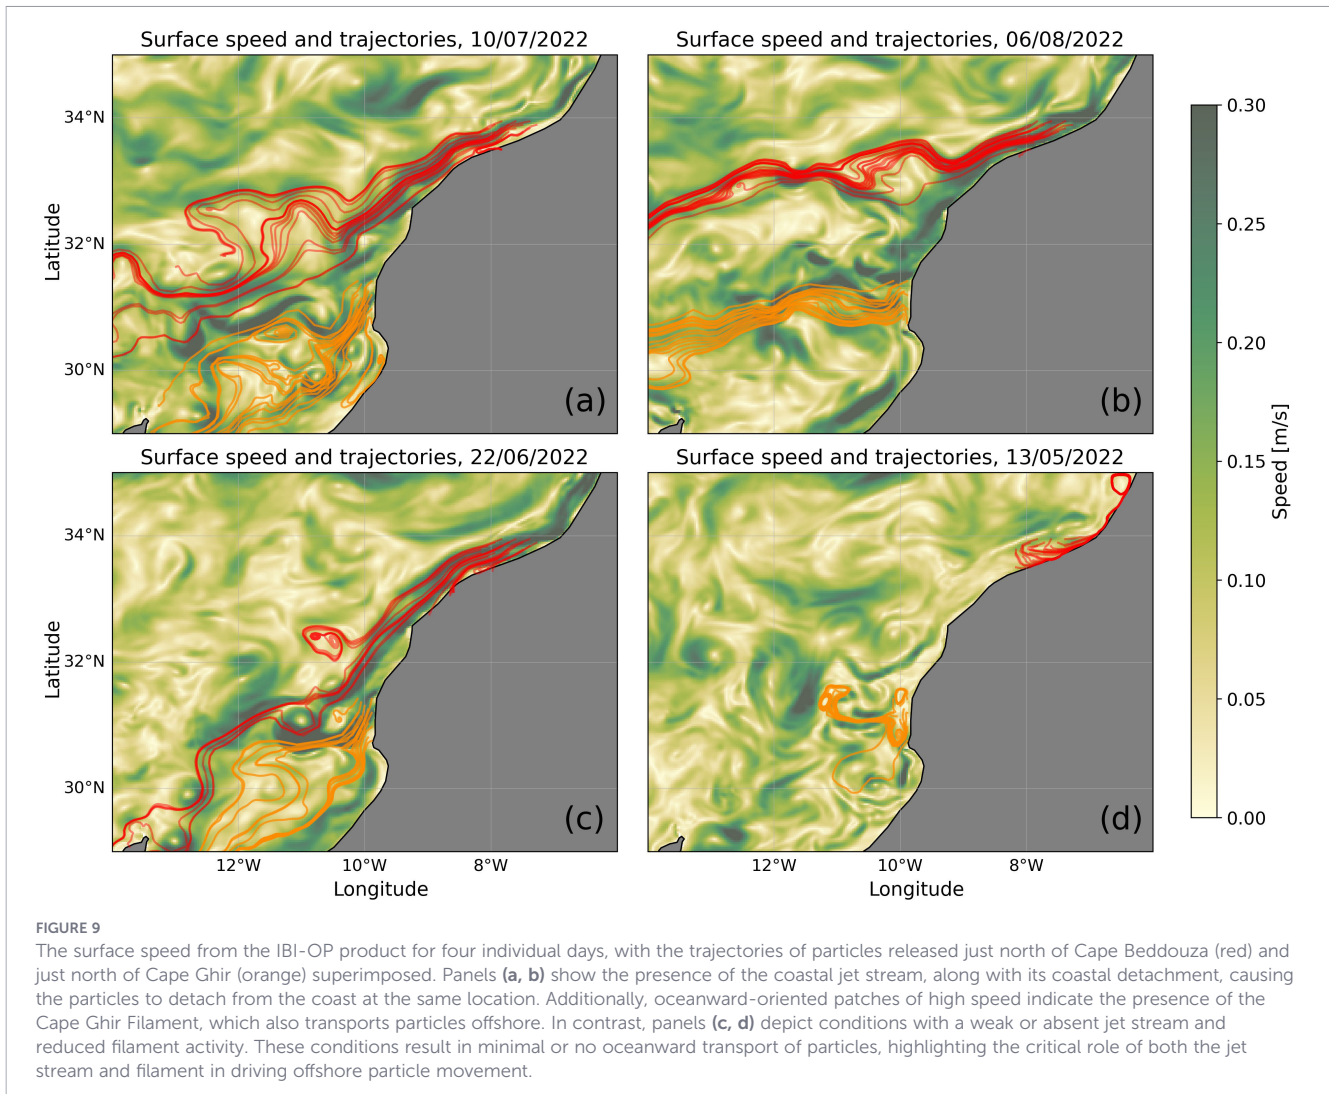 Surface speed and trajectories, 10/07/2022
Surface speed and trajectories, 06/08/2022
34°N
32°N
30°N
Latitude
(a)
(b)
Surface speed and trajectories, 22/06/2022
Surface speed and trajectories, 13/05/2022
34°N
32°N
30°N
Latitude
(c)
(d)
12°W 10°W 8°W
12°W 10°W 8°W
Longitude
Longitude
0.30
0.25
0.20
0.15
0.10
0.05
0.00
Speed [m/s]
FIGURE 9
The surface speed from the IBI-OP product for four individual days, with the trajectories of particles released just north of Cape Beddouza (red) and
just north of Cape Ghir (orange) superimposed. Panels (a, b) show the presence of the coastal jet stream, along with its coastal detachment, causing
the particles to detach from the coast at the same location. Additionally, oceanward-oriented patches of high speed indicate the presence of the
Cape Ghir Filament, which also transports particles offshore. In contrast, panels (c, d) depict conditions with a weak or absent jet stream and
reduced filament activity. These conditions result in minimal or no oceanward transport of particles, highlighting the critical role of both the jet
stream and filament in driving offshore particle movement.